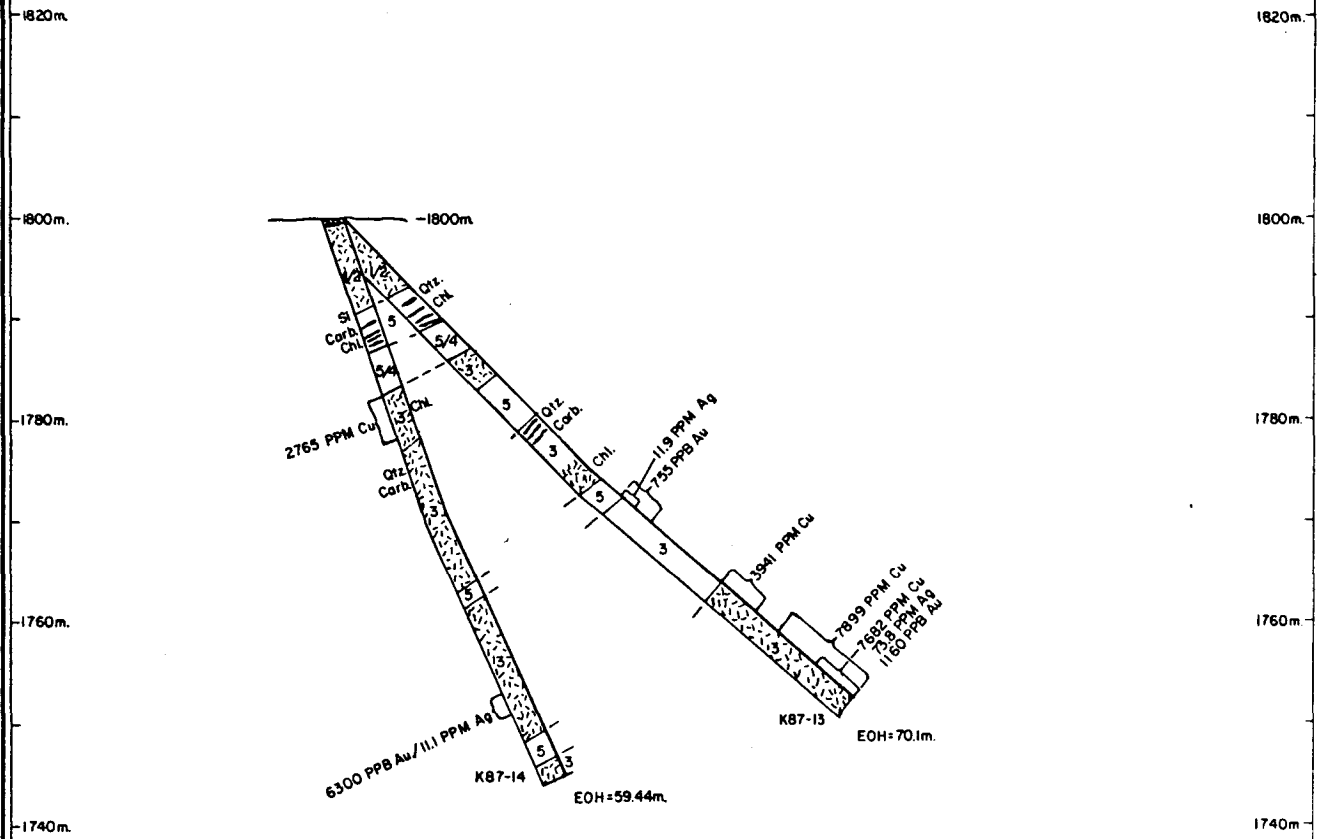 1820m.
1820m.
1800m.
-1800m
1800m.
1/2
1/2
Qtz.
Chl.
Si
Carb.
Chl.
5
5/4
5/4
3
5
Qtz.
Carb.
1780m.
1780m.
3
Chl.
2765 PPM Cu
Qtz.
Carb.
3
Chl.
5
11.9 PPM Ag
755 PPB Au
3
3
3941 PPM Cu
5
1760m.
1760m.
3
7899 PPM Cu
7682 PPM Cu
73.8 PPM Ag
1160 PPB Au
13
K87-13
EOH=70.1m.
6300 PPB Au/11.1 PPM Ag
5
3
K87-14
EOH=59.44m.
1740m.
1740m.